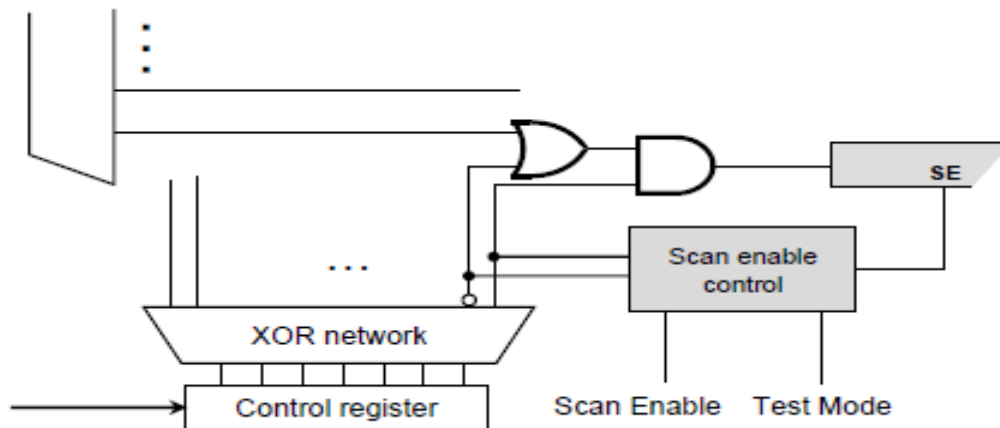 SE
Scan enable
control
XOR network
Control register
Scan Enable
Test Mode